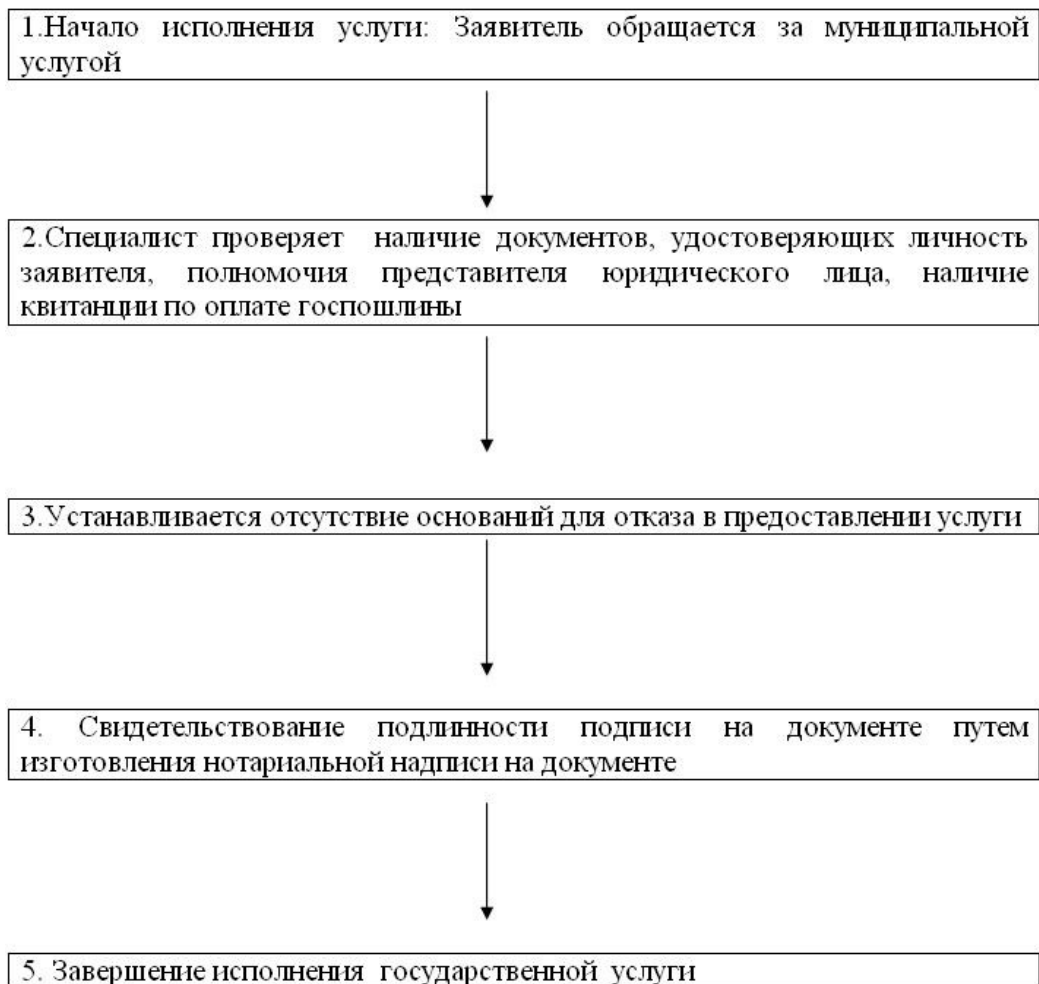 1.Начало исполнения услуги: Заявитель обращается за муниципальной
услугой
2.Специалист проверяет наличие документов, удостоверяющих личность
заявителя, полномочия представителя юридического лица, наличие
квитанции по оплате госпошлины
3.Устанавливается отсутствие оснований для отказа в предоставлении услуги
4. Свидетельствование подлинности подписи на документе путем
изготовления нотариальной надписи на документе
5. Завершение исполнения государственной услуги